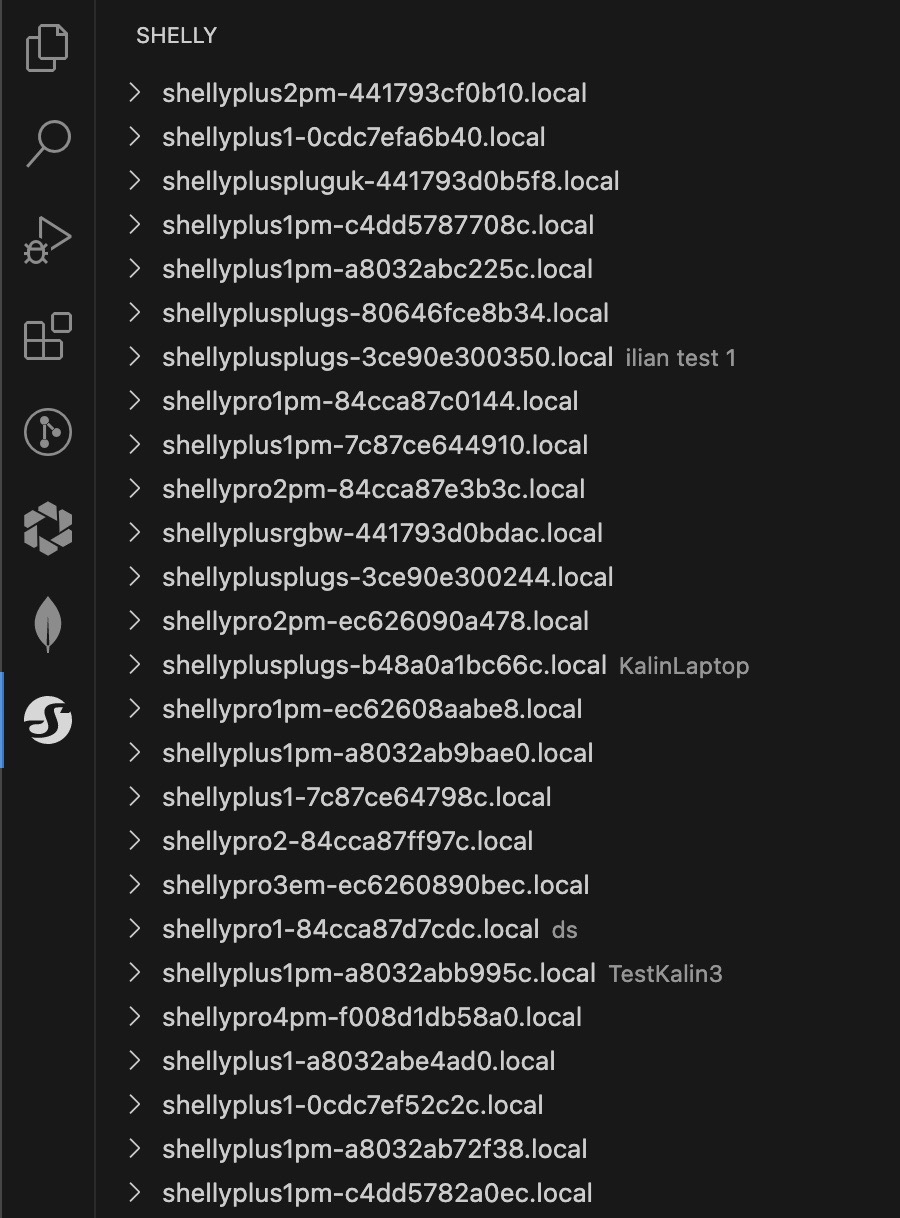 SHELLY
shellyplus2pm-441793cf0b10.local
shellyplus1-0cdc7efa6b40.local
shellypluspluguk-441793d0b5f8.local
shellyplus1pm-c4dd5787708c.local
shellyplus1pm-a8032abc225c.local
shellyplusplugs-80646fce8b34.local
shellyplusplugs-3ce90e300350.local ilian test 1
shellypro1pm-84cca87c0144.local
shellyplus1pm-7c87ce644910.local
shellypro2pm-84cca87e3b3c.local
shellyplusrgbw-441793d0bdac.local
shellyplusplugs-3ce90e300244.local
shellypro2pm-ec626090a478.local
shellyplusplugs-b48a0a1bc66c.local KalinLaptop
shellypro1pm-ec62608aabe8.local
shellyplus1pm-a8032ab9bae0.local
shellyplus1-7c87ce64798c.local
shellypro2-84cca87ff97c.local
shellypro3em-ec6260890bec.local
shellypro1-84cca87d7cdc.local ds
shellyplus1pm-a8032abb995c.local TestKalin3
shellypro4pm-f008d1db58a0.local
shellyplus1-a8032abe4ad0.local
shellyplus1-0cdc7ef52c2c.local
shellyplus1pm-a8032ab72f38.local
shellyplus1pm-c4dd5782a0ec.local